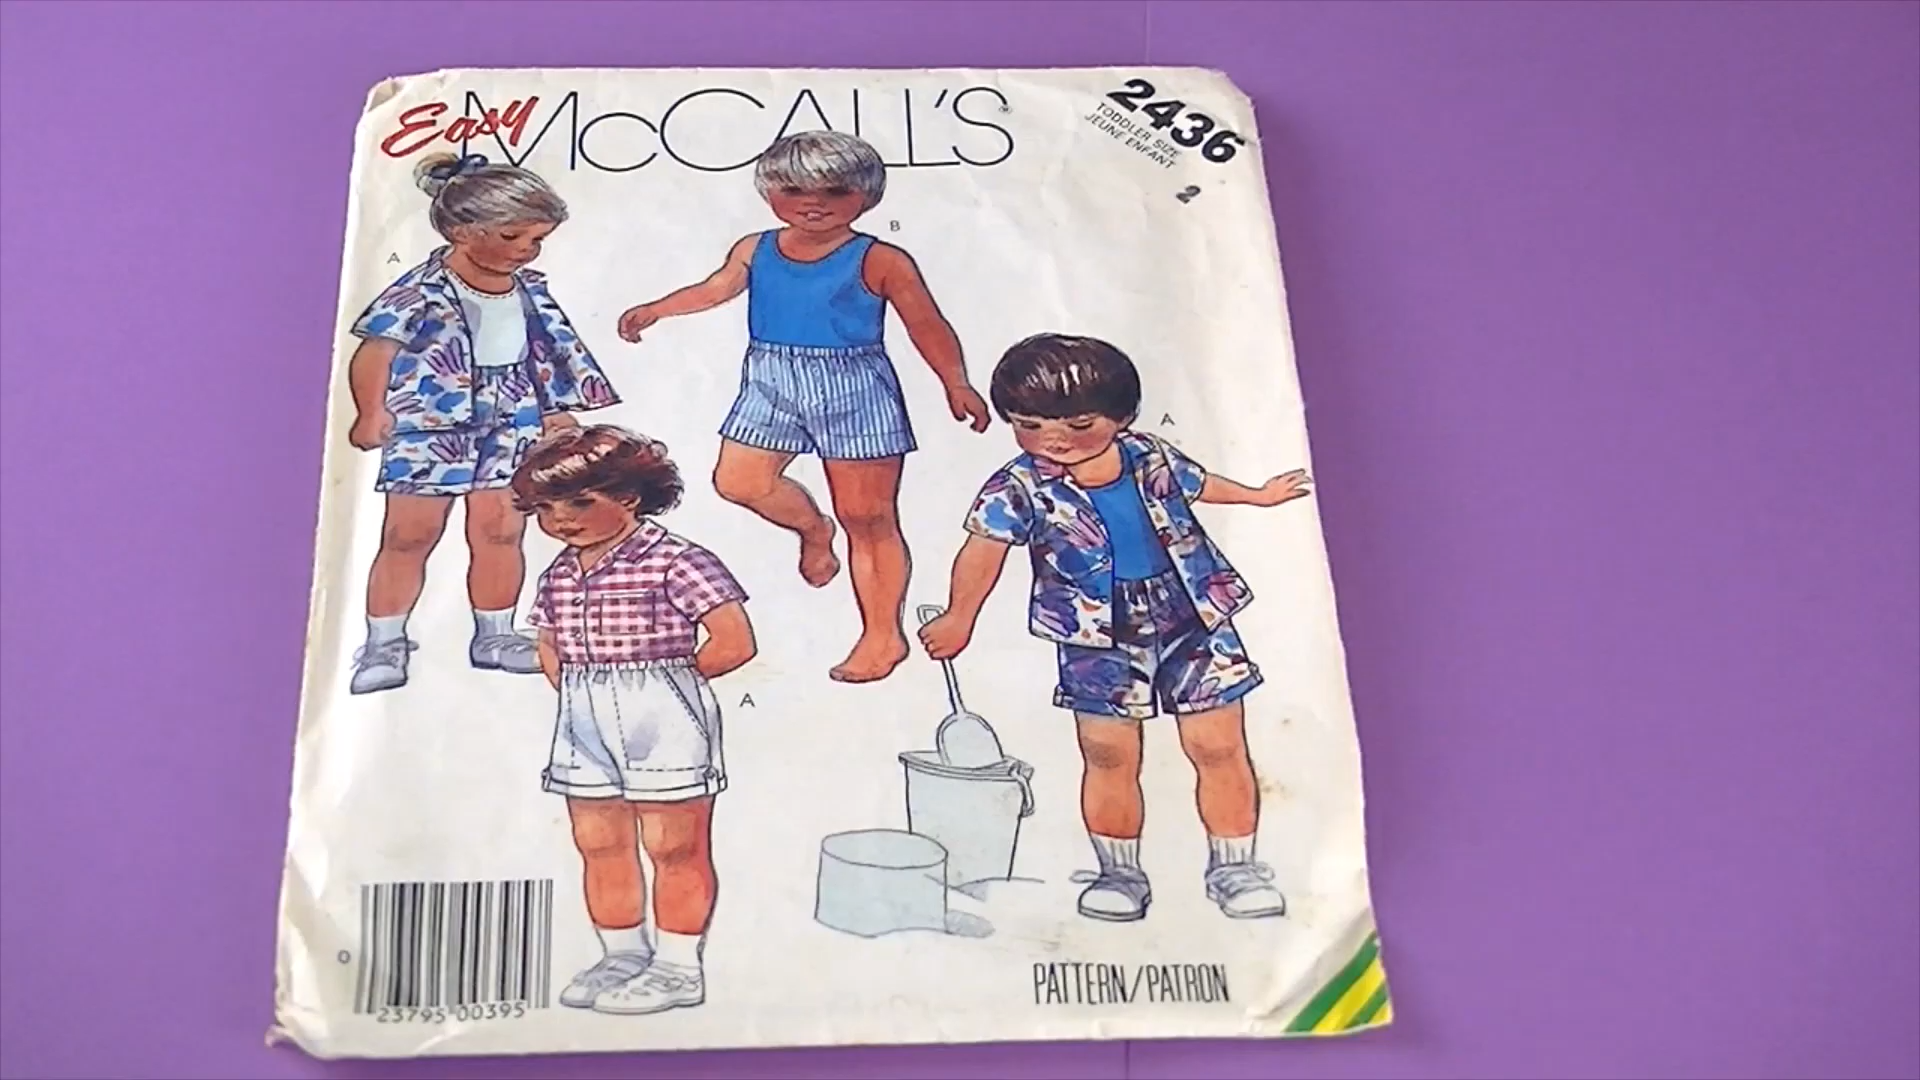 Easy McCALL'S®
2436
TODDLER SIZE
JEUNE ENFANT
2
A
B
A
A
0
23795 00395
PATTERN/PATRON